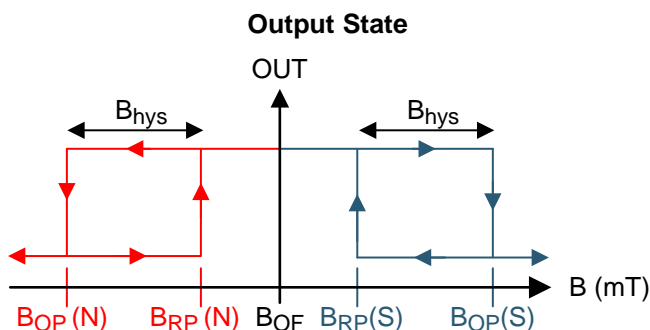 Output State
OUT
Bhys Bhys
B (mT)
BOP (N) BRP (N) BOF BRP(S) BOP(S)